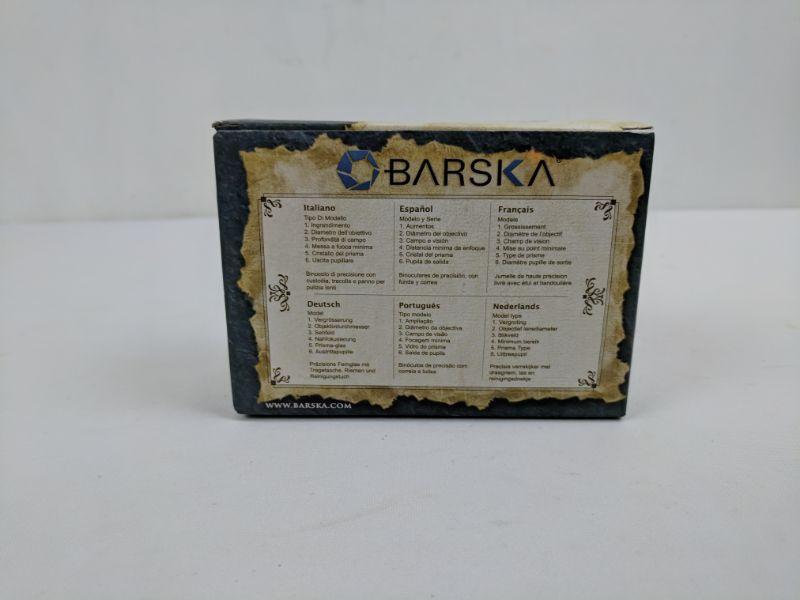 BARSKA
Italiano
Tipo Di Modello
1. Ingrandimento
2. Diametro dell'obiettivo
3. Profondità di campo
4. Messa a fuoco minima
5. Cristallo del prisma
6. Uscita pupillare
Binocolo di precisione con
custodia, tracolla e panno per
pulizia lenti
Español
Modelo y Serie
1. Aumentos
2. Diámetro del objectivo
3. Campo e visión
4. Distancia minima de enfoque
5. Cristal del prisma
6. Pupila de salida
Binoculares de precisión, con
funda y correa
Français
Modele
1. Grossissement
2. Diamètre de l'objectif
3. Champ de vision
4. Mise au point minimale
5. Type de prisme
6. Diamètre pupille de sortie
Jumelle de haute précision
livré avec étui et bandoulière
Deutsch
Model
1. Vergrösserung
2. Objektivdurchmesser
3. Sehfeld
4. Nahfokusierung
5. Prisma-glas
6. Austrittspupille
Präzisions Fernglas mit
Tragetasche, Riemen und
Reinigungstuch
Português
Tipo modelo
1. Ampliação
2. Diâmetro da objectiva
3. Campo de visão
4. Focagem mínima
5. Vidro do prisma
6. Saída de pupila
Binóculos de precisão com
correia e bolsa
Nederlands
Model type
1. Vergroting
2. Objectief lensdiameter
3. Blikveld
4. Minimum bereik
5. Prisma Type
6. Uittreepupil
Precisie verrekijker met
draagriem, tas en
reinigingsdoekje
WWW.BARSKA.COM